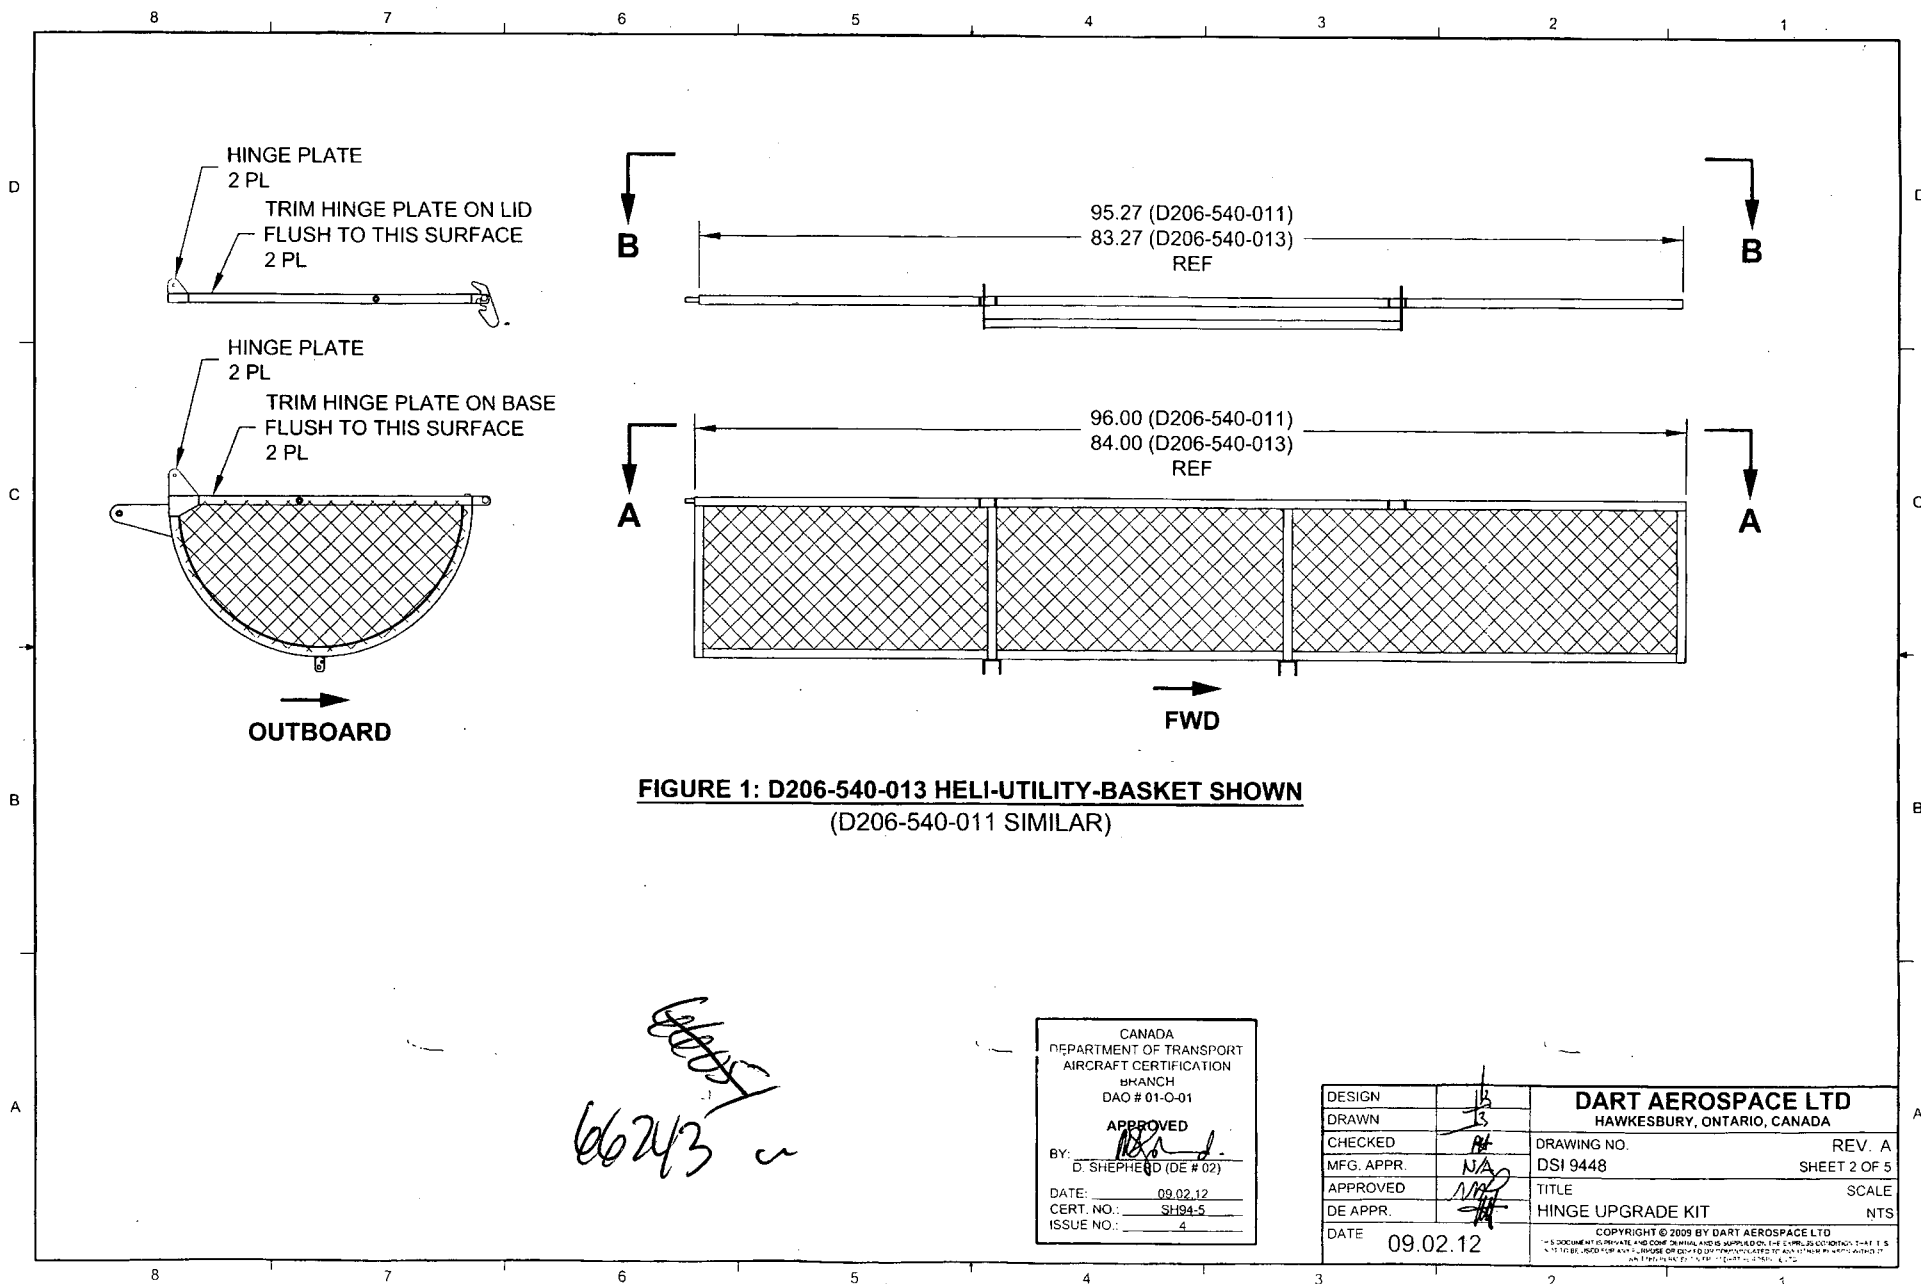 8 7 6 5 4 3 2 1
D
D
C
C
B
B
A
A
HINGE PLATE
2 PL
TRIM HINGE PLATE ON LID
FLUSH TO THIS SURFACE
2 PL
HINGE PLATE
2 PL
TRIM HINGE PLATE ON BASE
FLUSH TO THIS SURFACE
2 PL
OUTBOARD
B
B
95.27 (D206-540-011)
83.27 (D206-540-013)
REF
96.00 (D206-540-011)
84.00 (D206-540-013)
REF
A
A
FWD
FIGURE 1: D206-540-013 HELI-UTILITY-BASKET SHOWN
(D206-540-011 SIMILAR)
66243
CANADA
DEPARTMENT OF TRANSPORT
AIRCRAFT CERTIFICATION
BRANCH
DAO # 01-O-01
APPROVED
BY:
D. SHEPHERD (DE # 02)
DATE: 09.02.12
CERT. NO.: SH94-5
ISSUE NO.: 4
DESIGN
DRAWN
CHECKED
MFG. APPR. N/A
APPROVED
DE APPR.
DATE 09.02.12
DART AEROSPACE LTD
HAWKESBURY, ONTARIO, CANADA
DRAWING NO. REV. A
DSI 9448 SHEET 2 OF 5
TITLE SCALE
HINGE UPGRADE KIT NTS
COPYRIGHT © 2009 BY DART AEROSPACE LTD
8 7 6 5 4 3 2 1